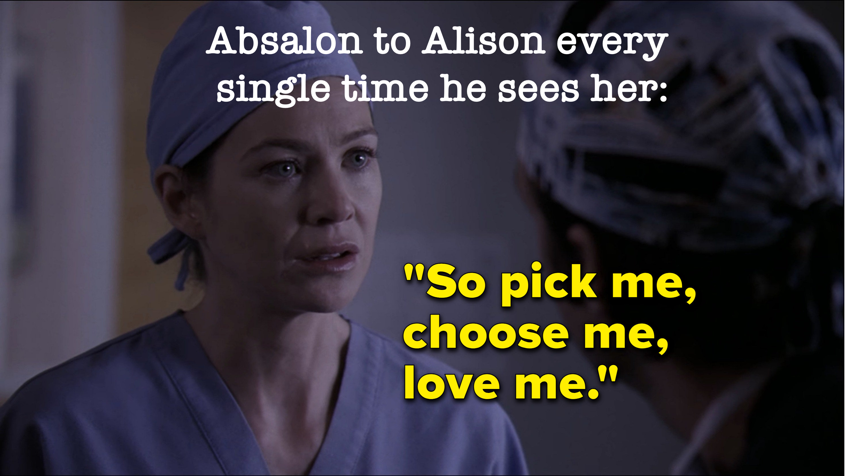 Absalon to Alison every
single time he sees her:
"So pick me,
choose me,
love me."